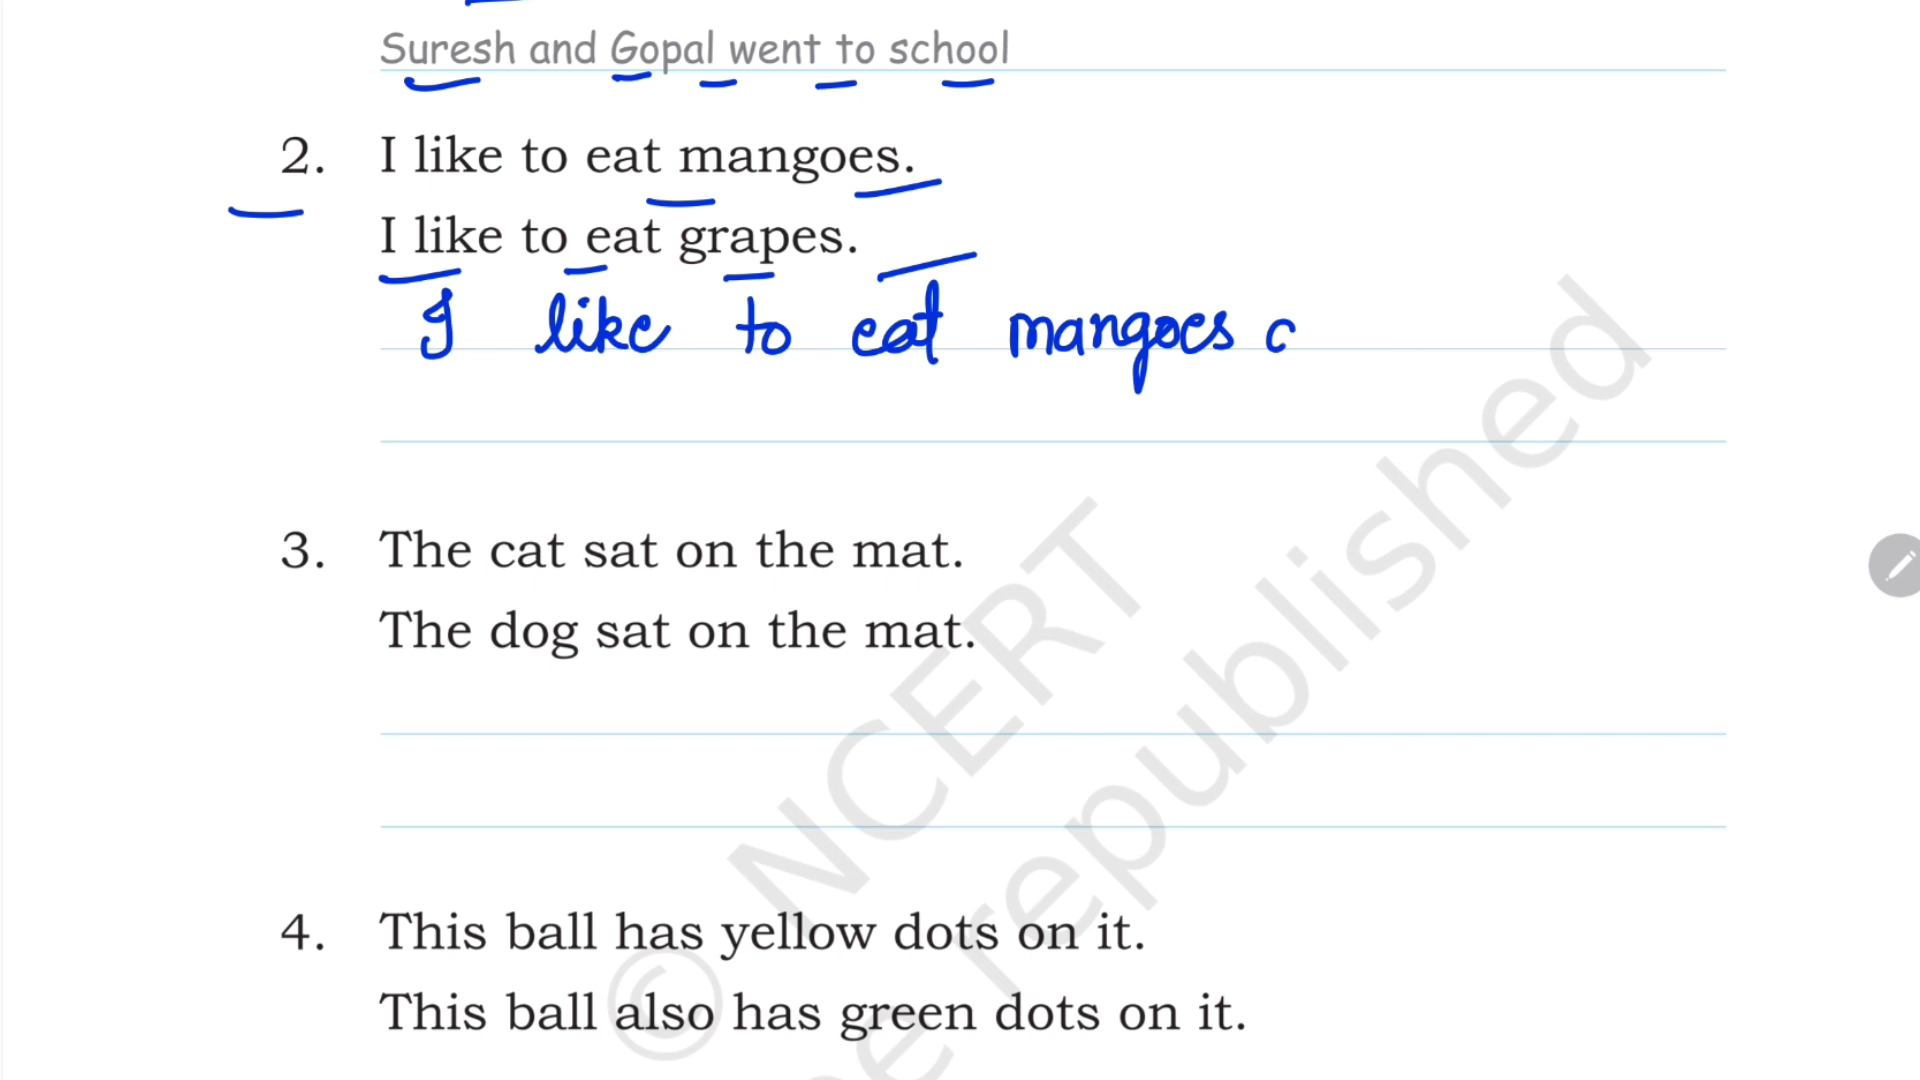 Suresh and Gopal went to school
2. I like to eat mangoes.
I like to eat grapes.
I like to eat mangoes
3. The cat sat on the mat.
The dog sat on the mat.
4. This ball has yellow dots on it.
This ball also has green dots on it.
© NCERT
republished